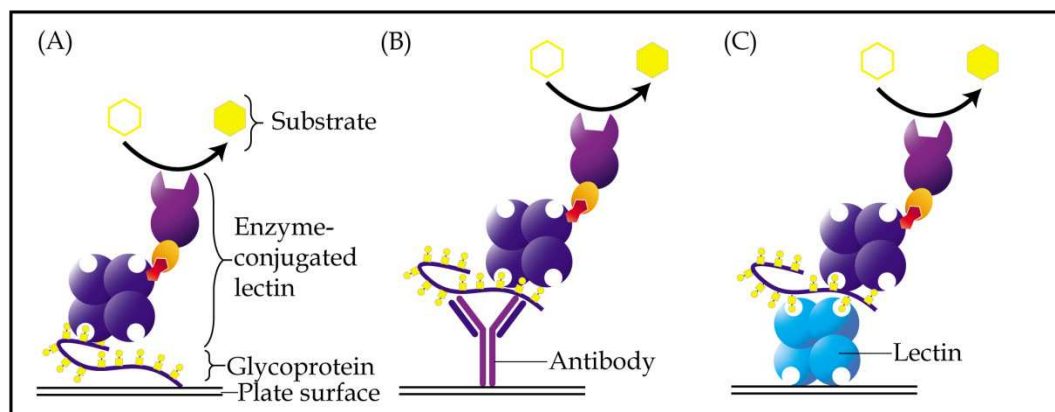 (A)
(B)
(C)
Substrate
Enzyme-
conjugated
lectin
Glycoprotein
Plate surface
Antibody
Lectin